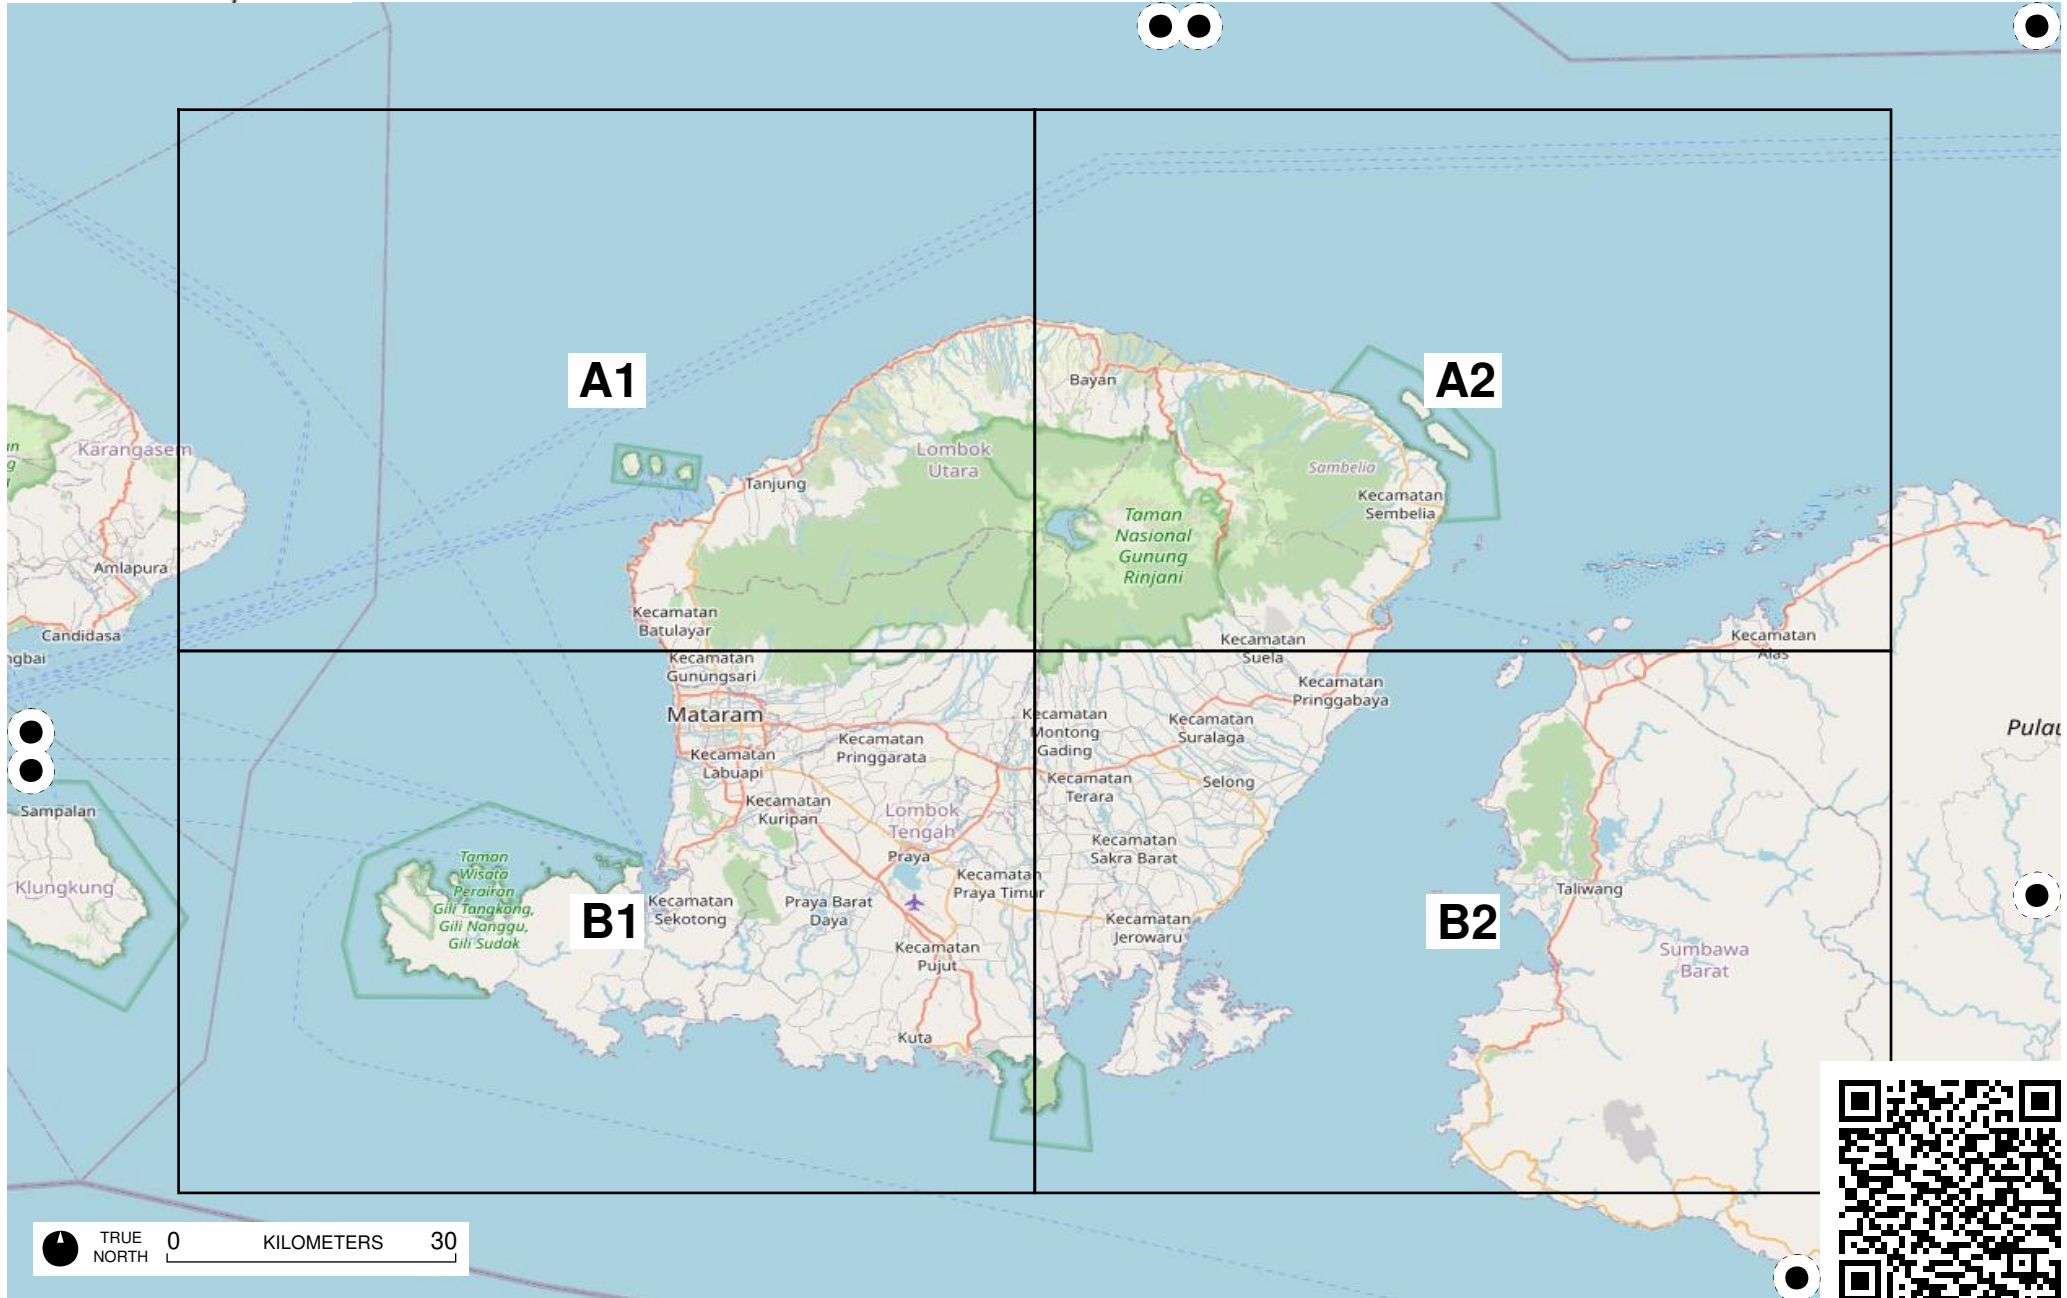 A1
A2
Bayan
Karangasem
Lombok
Utara
Sambelia
Tanjung
Kecamatan
Sembelia
Taman
Nasional
Gunung
Rinjani
Amlapura
Kecamatan
Batulayar
Candidasa
Kecamatan
Suela
Kecamatan
Alas
ngbai
Kecamatan
Gunungsari
Kecamatan
Pringgabaya
Mataram
Kecamatan
Montong
Gading
Kecamatan
Suralaga
Pulau
Kecamatan
Pringgarata
Kecamatan
Labuapi
Kecamatan
Terara
Selong
Sampalan
Kecamatan
Kuripan
Lombok
Tengah
Kecamatan
Sakra Barat
Praya
Taman
Wisata
Perairan
Gili Tangkong,
Gili Nanggu,
Gili Sudak
Klungkung
Kecamatan
Praya Timur
Taliwang
B1
Kecamatan
Sekotong
Praya Barat
Daya
Kecamatan
Jerowaru
B2
Kecamatan
Pujut
Sumbawa
Barat
Kuta
TRUE
NORTH
0 KILOMETERS 30